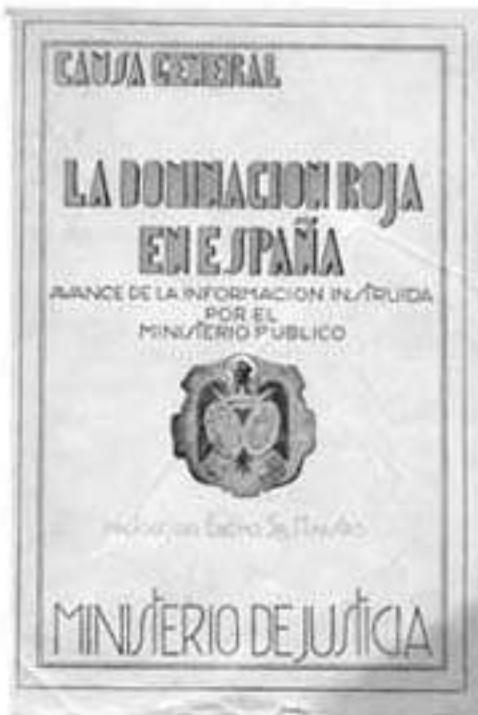 CAUSA GENERAL
LA DOMINACION ROJA
EN ESPAÑA
AVANCE DE LA INFORMACION INSTRUIDA
POR EL
MINISTERIO PUBLICO
MINISTERIO DE JUSTICIA